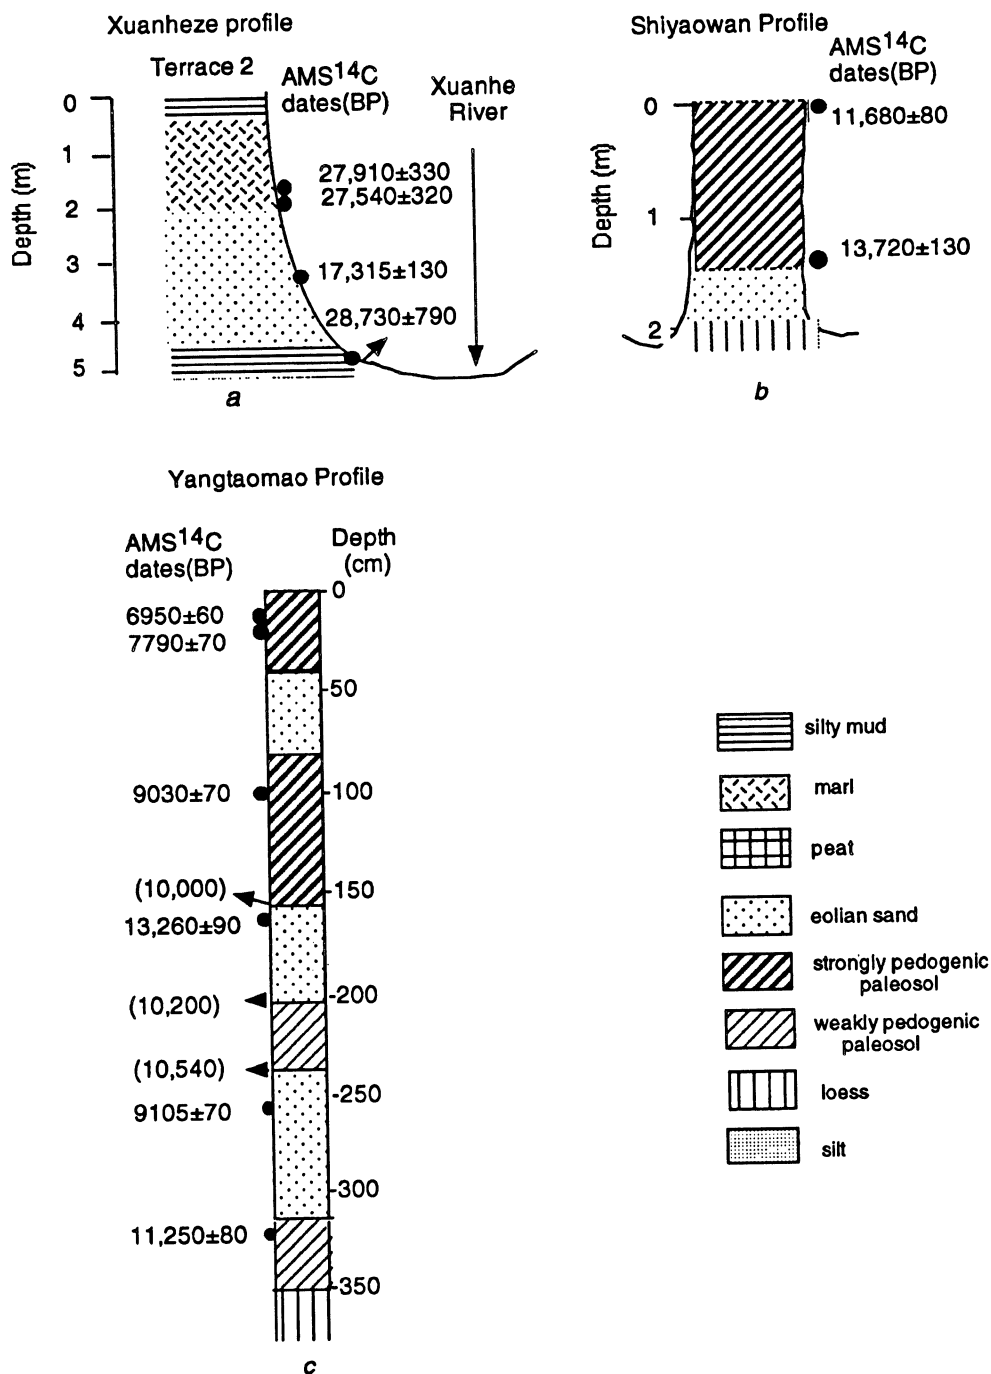 Xuanheze profile
Terrace 2
AMS14C
dates(BP)
Xuanhe
River
Depth (m)
0
1
2
3
4
5
27,910±330
27,540±320
17,315±130
28,730±790
a
Shiyaowan Profile
AMS14C
dates(BP)
Depth (m)
0
1
2
11,680±80
13,720±130
b
Yangtaomao Profile
AMS14C
dates(BP)
Depth
(cm)
0
50
100
150
200
250
300
350
6950±60
7790±70
9030±70
(10,000)
13,260±90
(10,200)
(10,540)
9105±70
11,250±80
c
silty mud
marl
peat
eolian sand
strongly pedogenic
paleosol
weakly pedogenic
paleosol
loess
silt